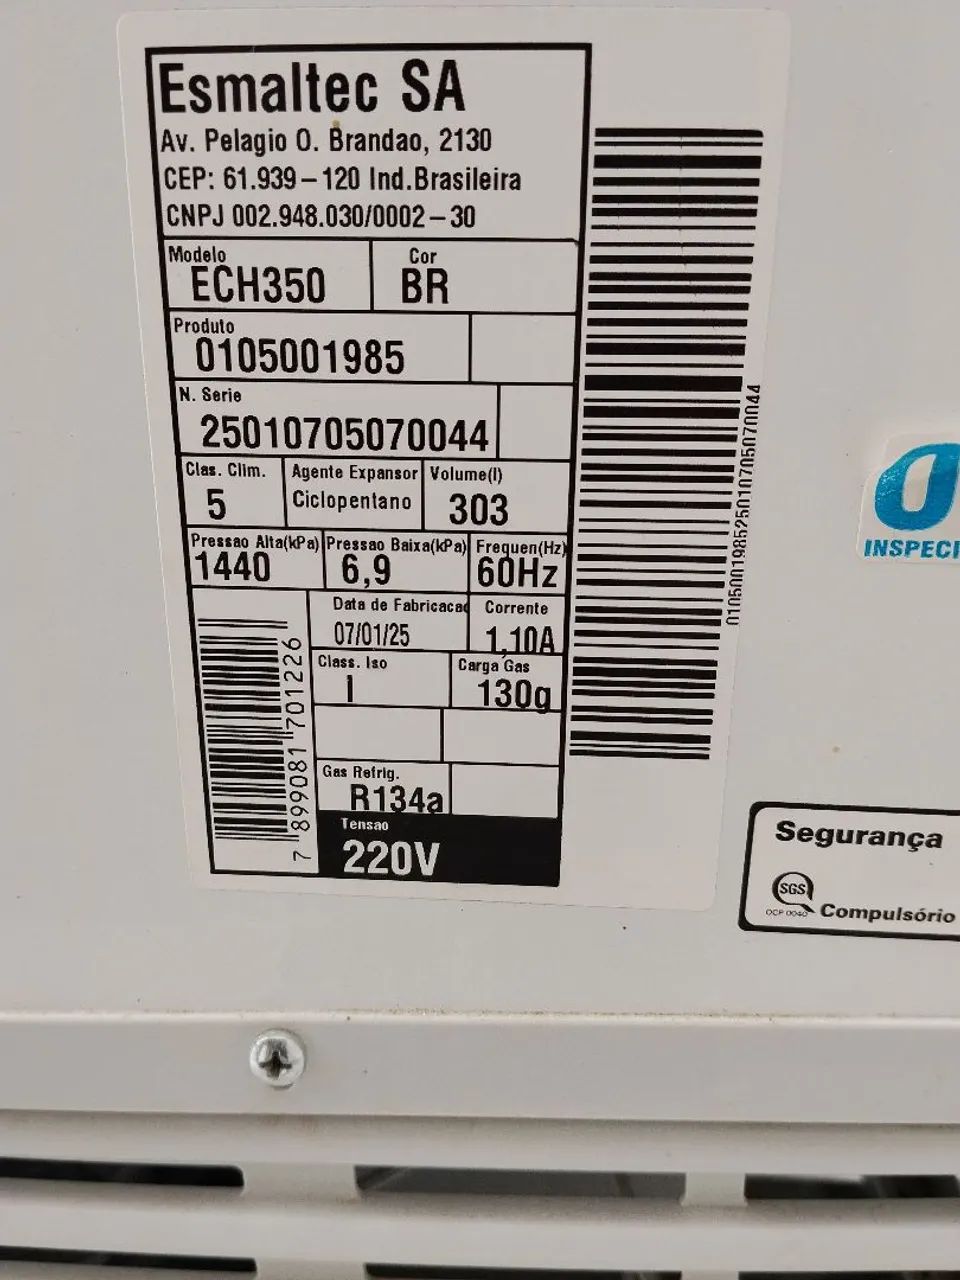 Esmaltec SA
Av. Pelagio O. Brandao, 2130
CEP: 61.939-120 Ind.Brasileira
CNPJ 002.948.030/0002-30
Modelo
ECH350
Cor
BR
Produto
0105001985
N. Serie
25010705070044
Clas. Clim.
5
Agente Expansor
Ciclopentano
Volume(l)
303
Pressao Alta(kPa)
1440
Pressao Baixa(kPa)
6,9
Frequen(Hz)
60Hz
Data de Fabricacao
07/01/25
Corrente
1,10A
Class. Iso
I
Carga Gas
130g
Gas Refrig.
R134a
Tensao
220V
7 899081 701226
010500198525010705070044
INSPECI
Segurança
SGS
OCP 0040
Compulsório